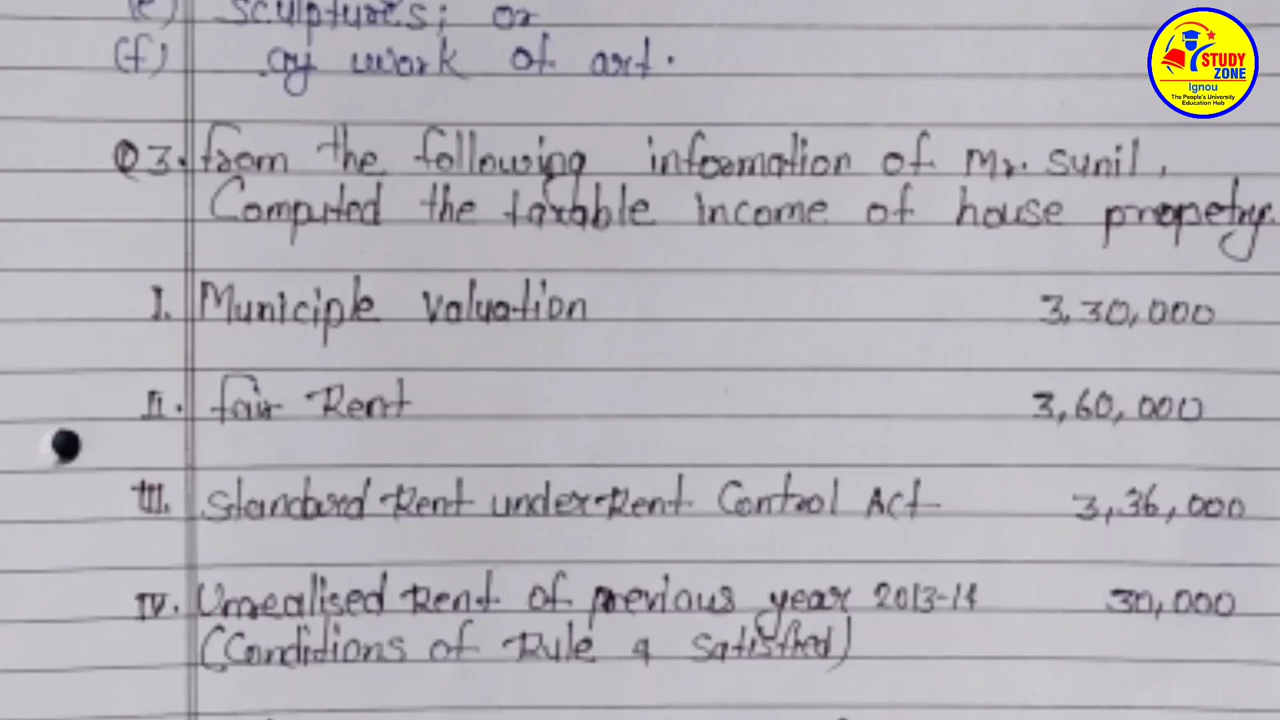 (e) sculptures; or
(f) any work of art.
STUDY
ZONE
Ignou
The People's University
Education Hub
Q3. from the following information of Mr. Sunil,
Computed the taxable income of house propetry.
I. Municiple valuation 3,30,000
II. fair Rent 3,60,000
III. Standard Rent under Rent Control Act 3,36,000
IV. Unrealised Rent of previous year 2013-14 30,000
(Conditions of Rule 4 satisfied)